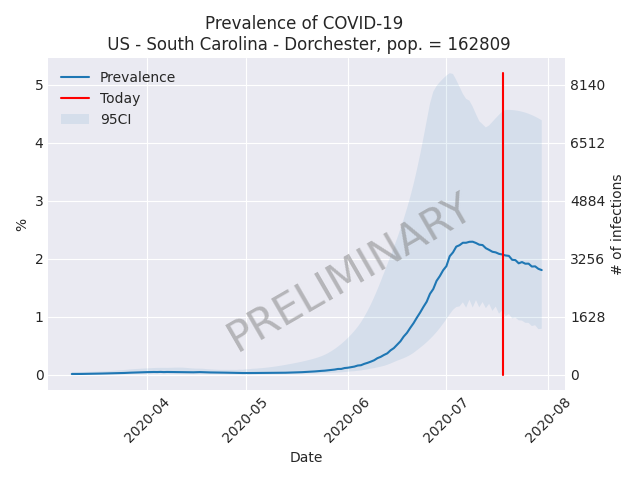 Prevalence of COVID-19
US - South Carolina - Dorchester, pop. = 162809
Prevalence
Today
95CI
5
4
3
2
1
0
%
8140
6512
4884
3256
1628
0
# of infections
PRELIMINARY
2020-04
2020-05
2020-06
2020-07
2020-08
Date